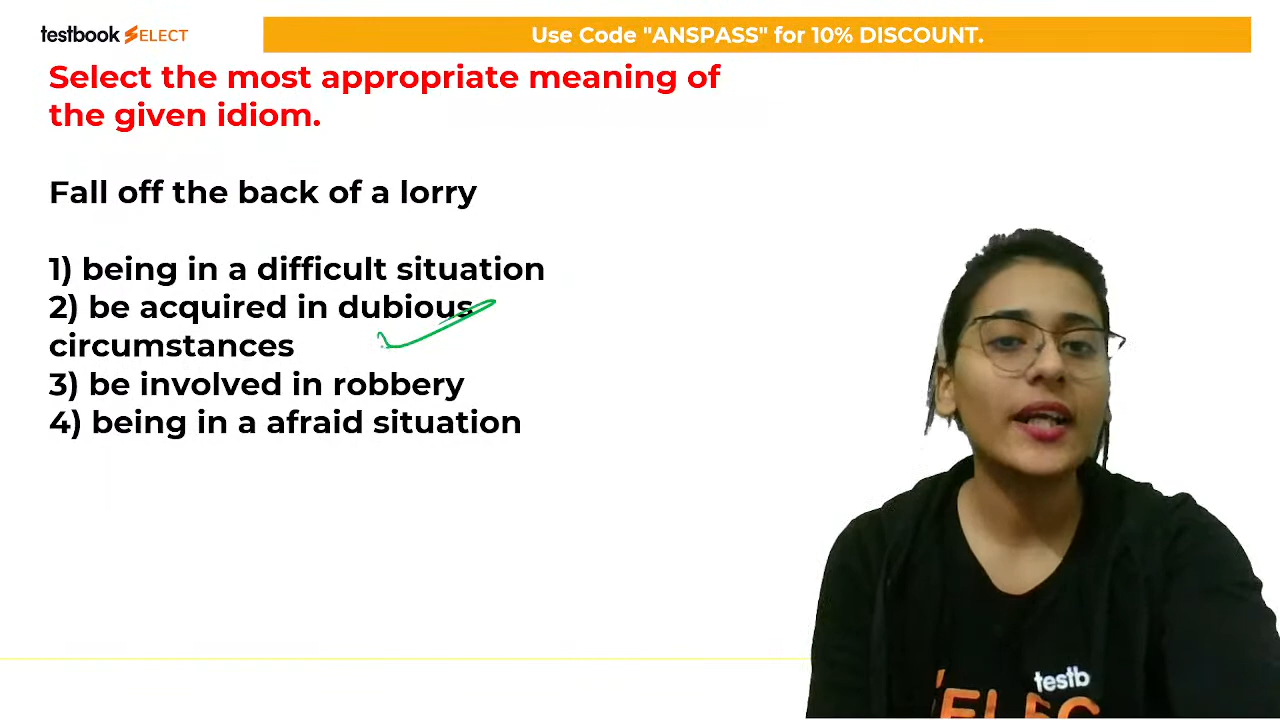 testbook SELECT
Use Code "ANSPASS" for 10% DISCOUNT.
Select the most appropriate meaning of
the given idiom.
Fall off the back of a lorry
1) being in a difficult situation
2) be acquired in dubious
circumstances
3) be involved in robbery
4) being in a afraid situation
testb
SELEC